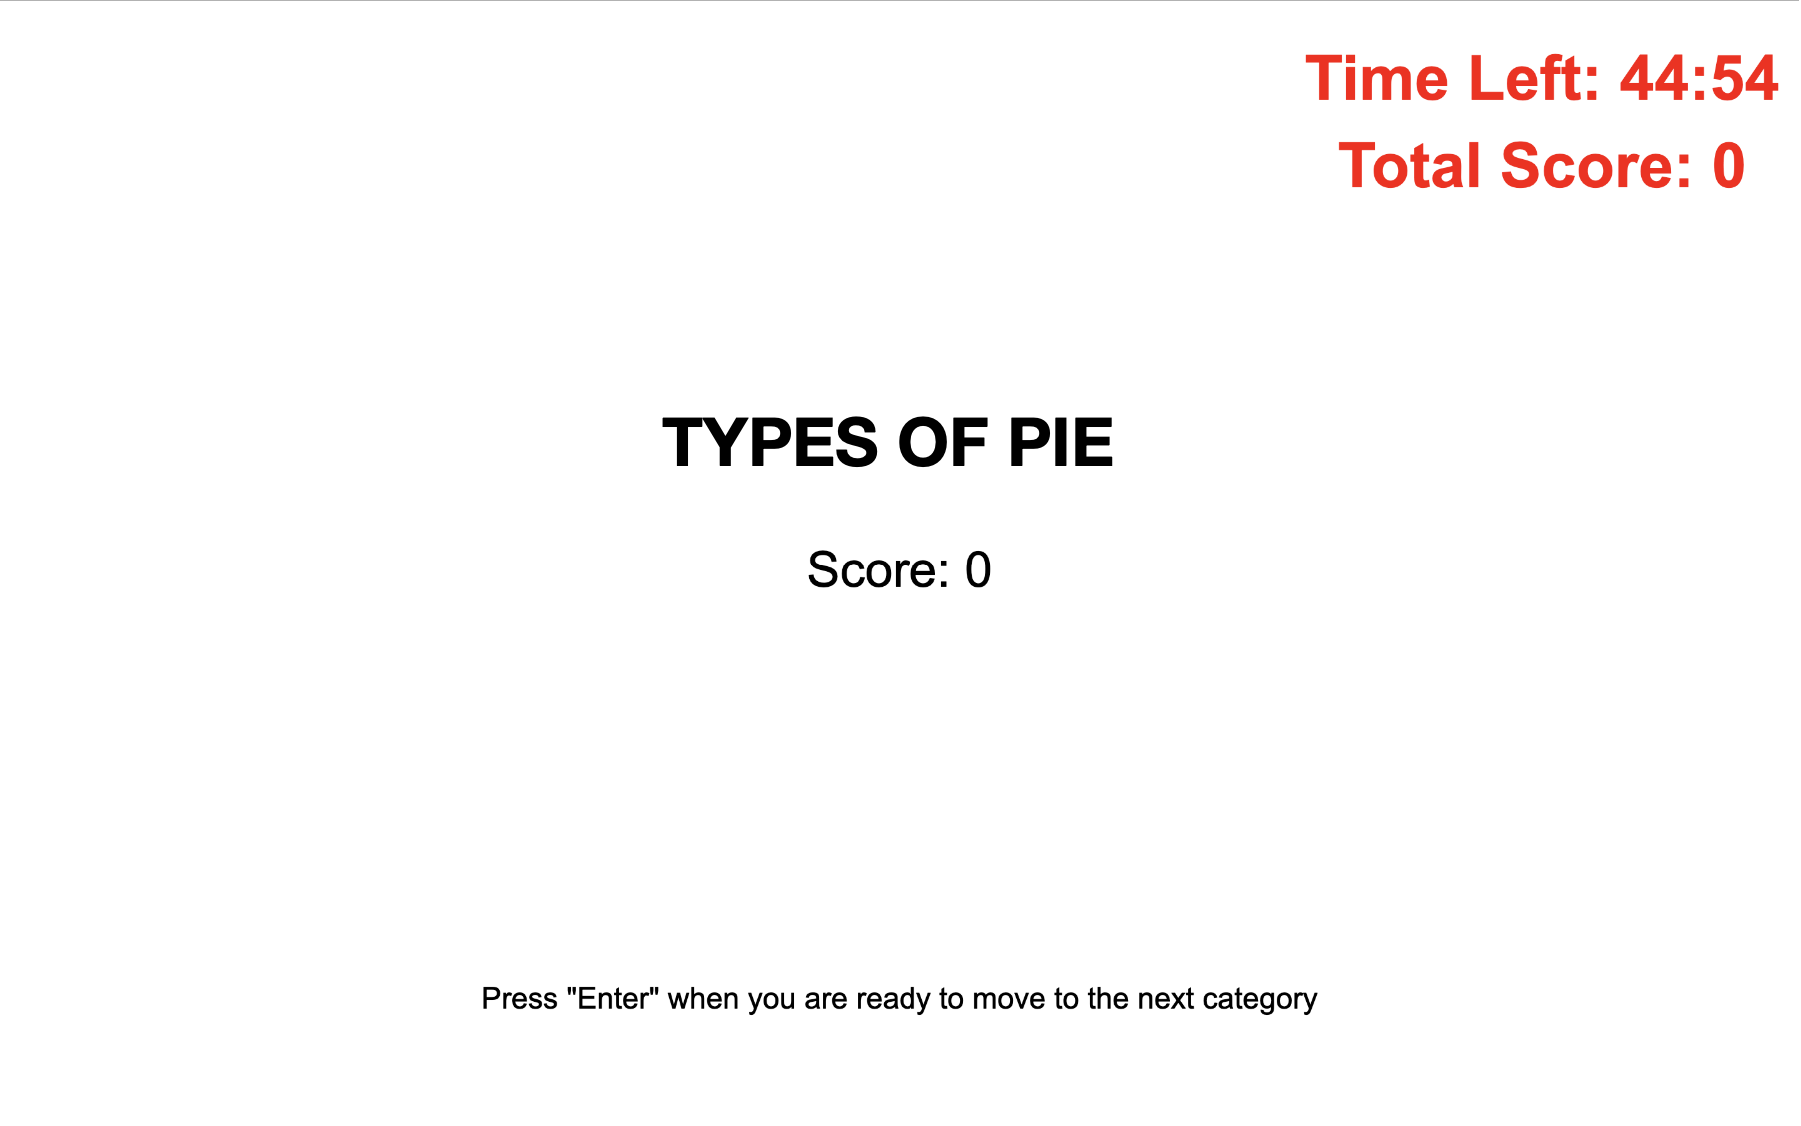 Time Left: 44:54
Total Score: 0
TYPES OF PIE
Score: 0
Press "Enter" when you are ready to move to the next category